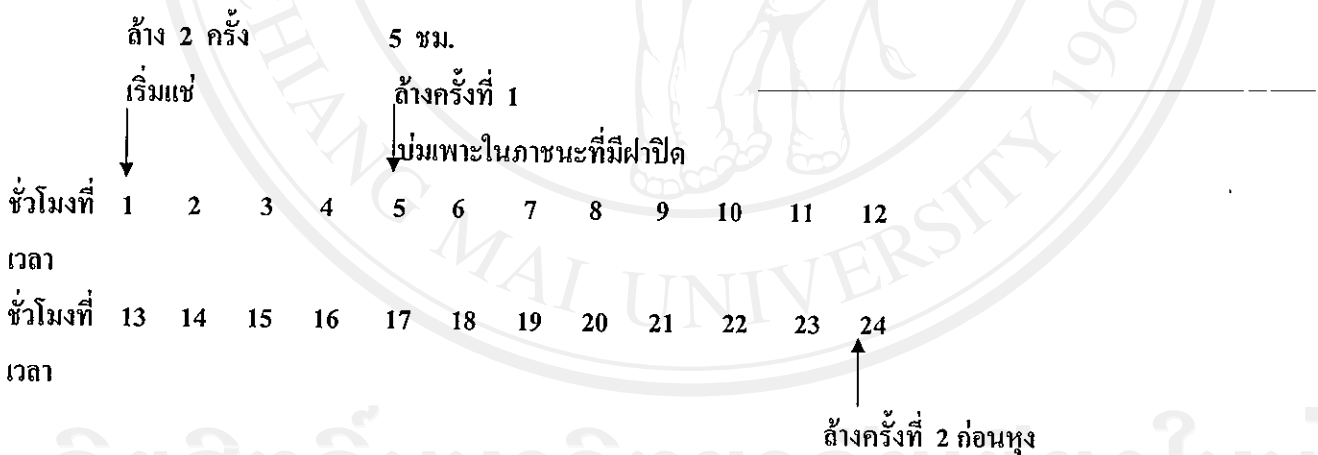 ล้าง 2 ครั้ง 5 ชม.
เริ่มแช่ ล้างครั้งที่ 1
บ่มเพาะในภาชนะที่มีฝาปิด
ชั่วโมงที่ 1 2 3 4 5 6 7 8 9 10 11 12
เวลา
ชั่วโมงที่ 13 14 15 16 17 18 19 20 21 22 23 24
เวลา
ล้างครั้งที่ 2 ก่อนหุง
CHIANG MAI UNIVERSITY 196